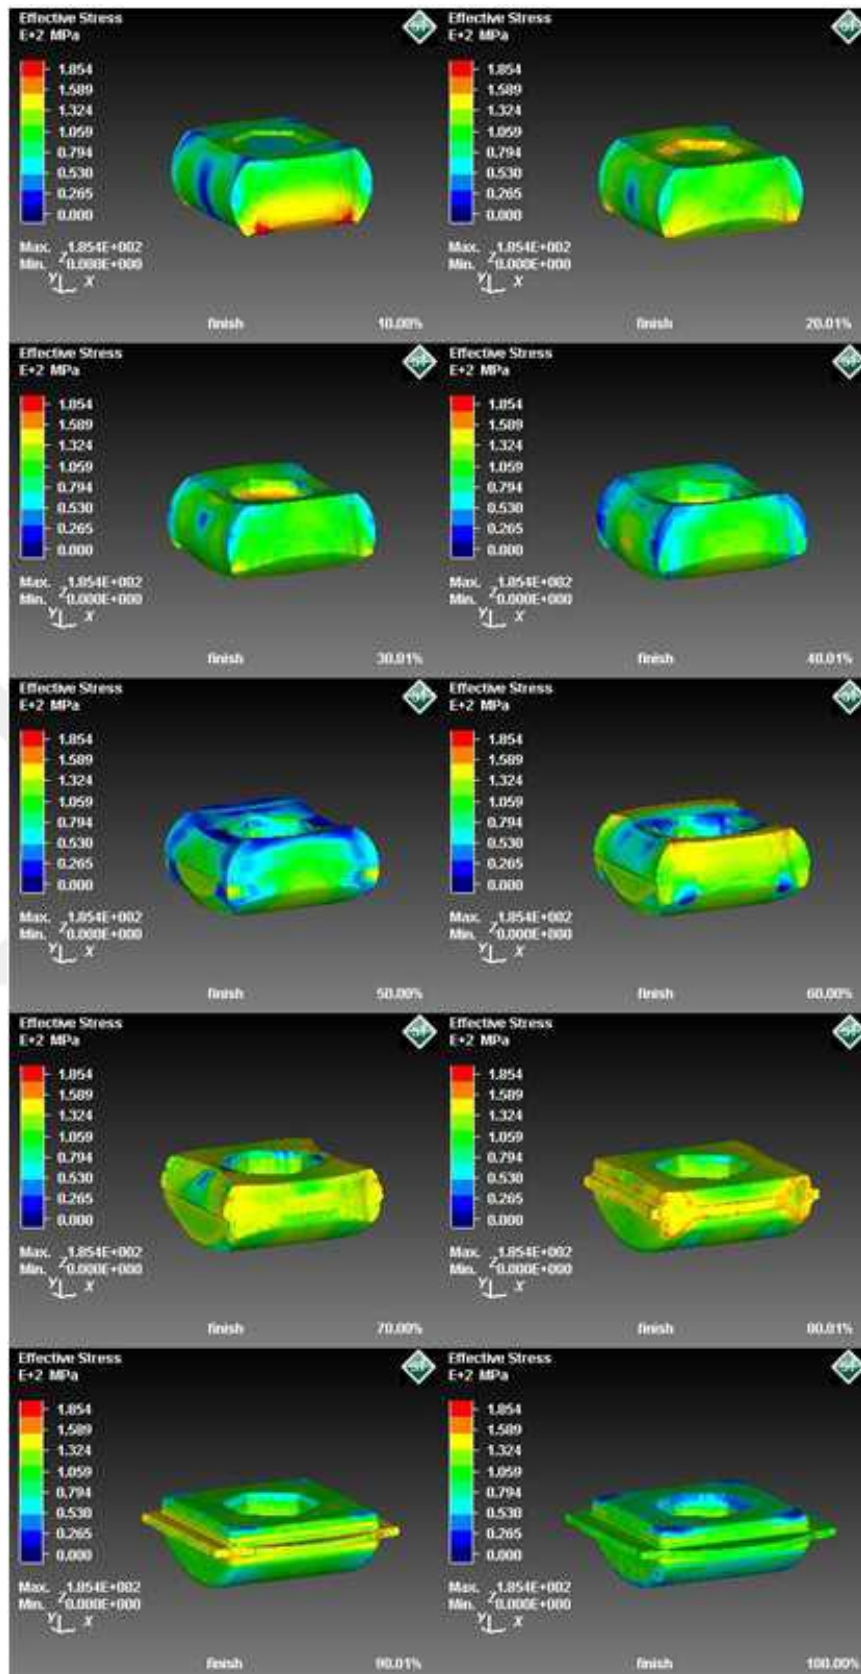 Effective Stress
E+2 MPa
1.854
1.589
1.324
1.059
0.794
0.530
0.265
0.000
Max. 1.854E+002
Min. 0.000E+000
Z
Y X
finish 10.00%
Effective Stress
E+2 MPa
1.854
1.589
1.324
1.059
0.794
0.530
0.265
0.000
Max. 1.854E+002
Min. 0.000E+000
Z
Y X
finish 20.01%
Effective Stress
E+2 MPa
1.854
1.589
1.324
1.059
0.794
0.530
0.265
0.000
Max. 1.854E+002
Min. 0.000E+000
Z
Y X
finish 30.01%
Effective Stress
E+2 MPa
1.854
1.589
1.324
1.059
0.794
0.530
0.265
0.000
Max. 1.854E+002
Min. 0.000E+000
Z
Y X
finish 40.01%
Effective Stress
E+2 MPa
1.854
1.589
1.324
1.059
0.794
0.530
0.265
0.000
Max. 1.854E+002
Min. 0.000E+000
Z
Y X
finish 50.00%
Effective Stress
E+2 MPa
1.854
1.589
1.324
1.059
0.794
0.530
0.265
0.000
Max. 1.854E+002
Min. 0.000E+000
Z
Y X
finish 60.00%
Effective Stress
E+2 MPa
1.854
1.589
1.324
1.059
0.794
0.530
0.265
0.000
Max. 1.854E+002
Min. 0.000E+000
Z
Y X
finish 70.00%
Effective Stress
E+2 MPa
1.854
1.589
1.324
1.059
0.794
0.530
0.265
0.000
Max. 1.854E+002
Min. 0.000E+000
Z
Y X
finish 80.01%
Effective Stress
E+2 MPa
1.854
1.589
1.324
1.059
0.794
0.530
0.265
0.000
Max. 1.854E+002
Min. 0.000E+000
Z
Y X
finish 90.01%
Effective Stress
E+2 MPa
1.854
1.589
1.324
1.059
0.794
0.530
0.265
0.000
Max. 1.854E+002
Min. 0.000E+000
Z
Y X
finish 100.00%